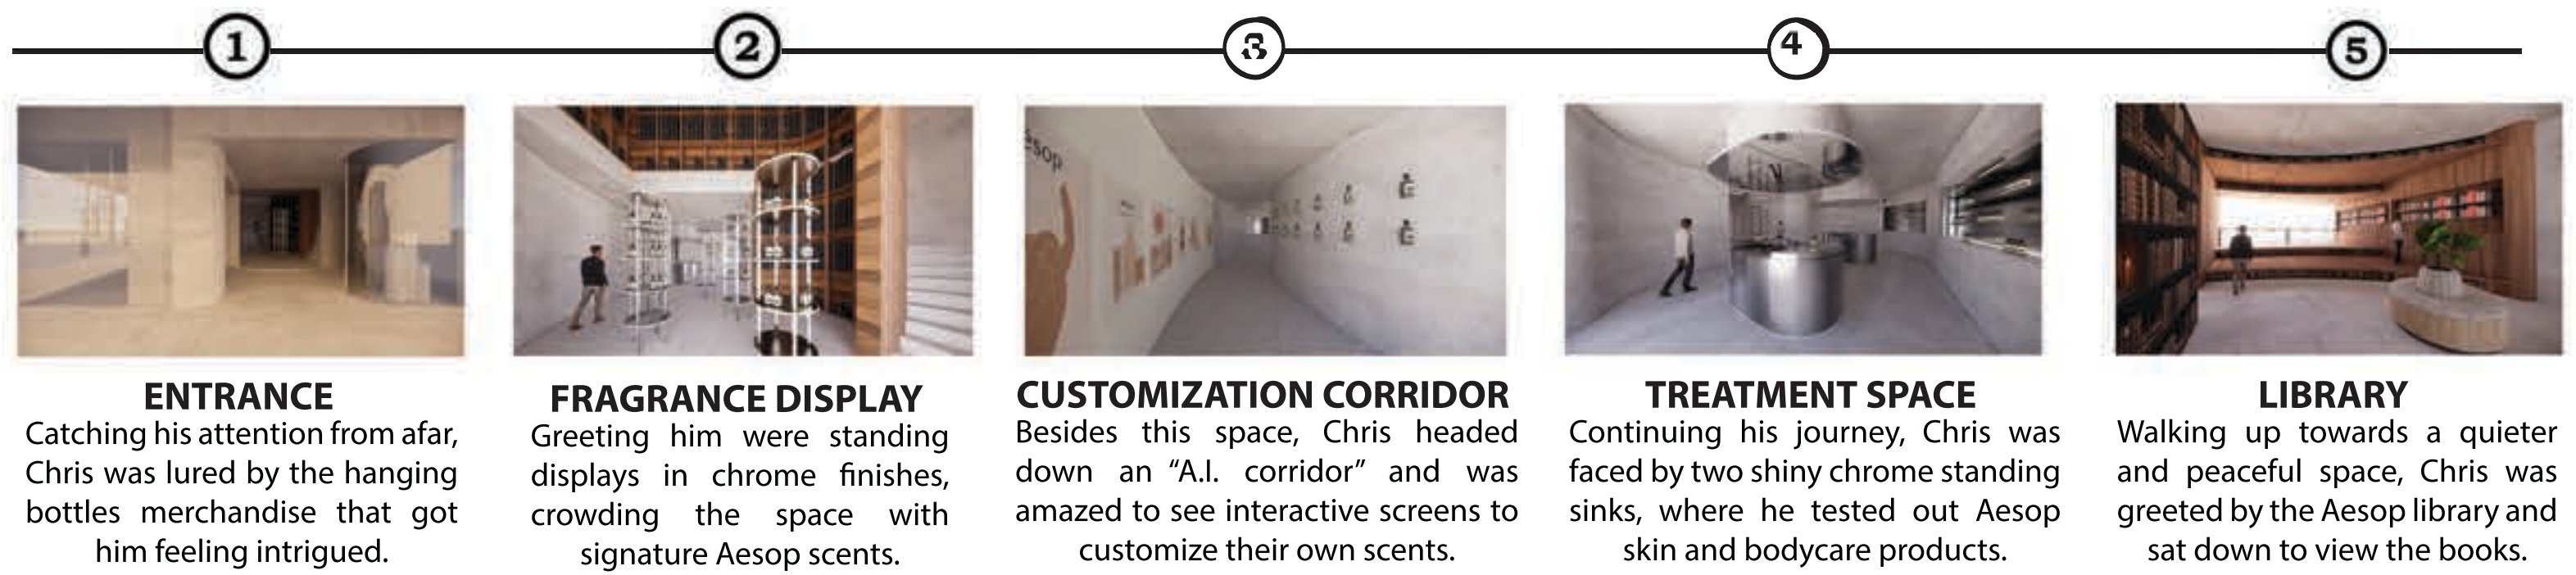 1
2
3
4
5
ésop
ENTRANCE
Catching his attention from afar,
Chris was lured by the hanging
bottles merchandise that got
him feeling intrigued.
FRAGRANCE DISPLAY
Greeting him were standing
displays in chrome finishes,
crowding the space with
signature Aesop scents.
CUSTOMIZATION CORRIDOR
Besides this space, Chris headed
down an “A.I. corridor” and was
amazed to see interactive screens to
customize their own scents.
TREATMENT SPACE
Continuing his journey, Chris was
faced by two shiny chrome standing
sinks, where he tested out Aesop
skin and bodycare products.
LIBRARY
Walking up towards a quieter
and peaceful space, Chris was
greeted by the Aesop library and
sat down to view the books.